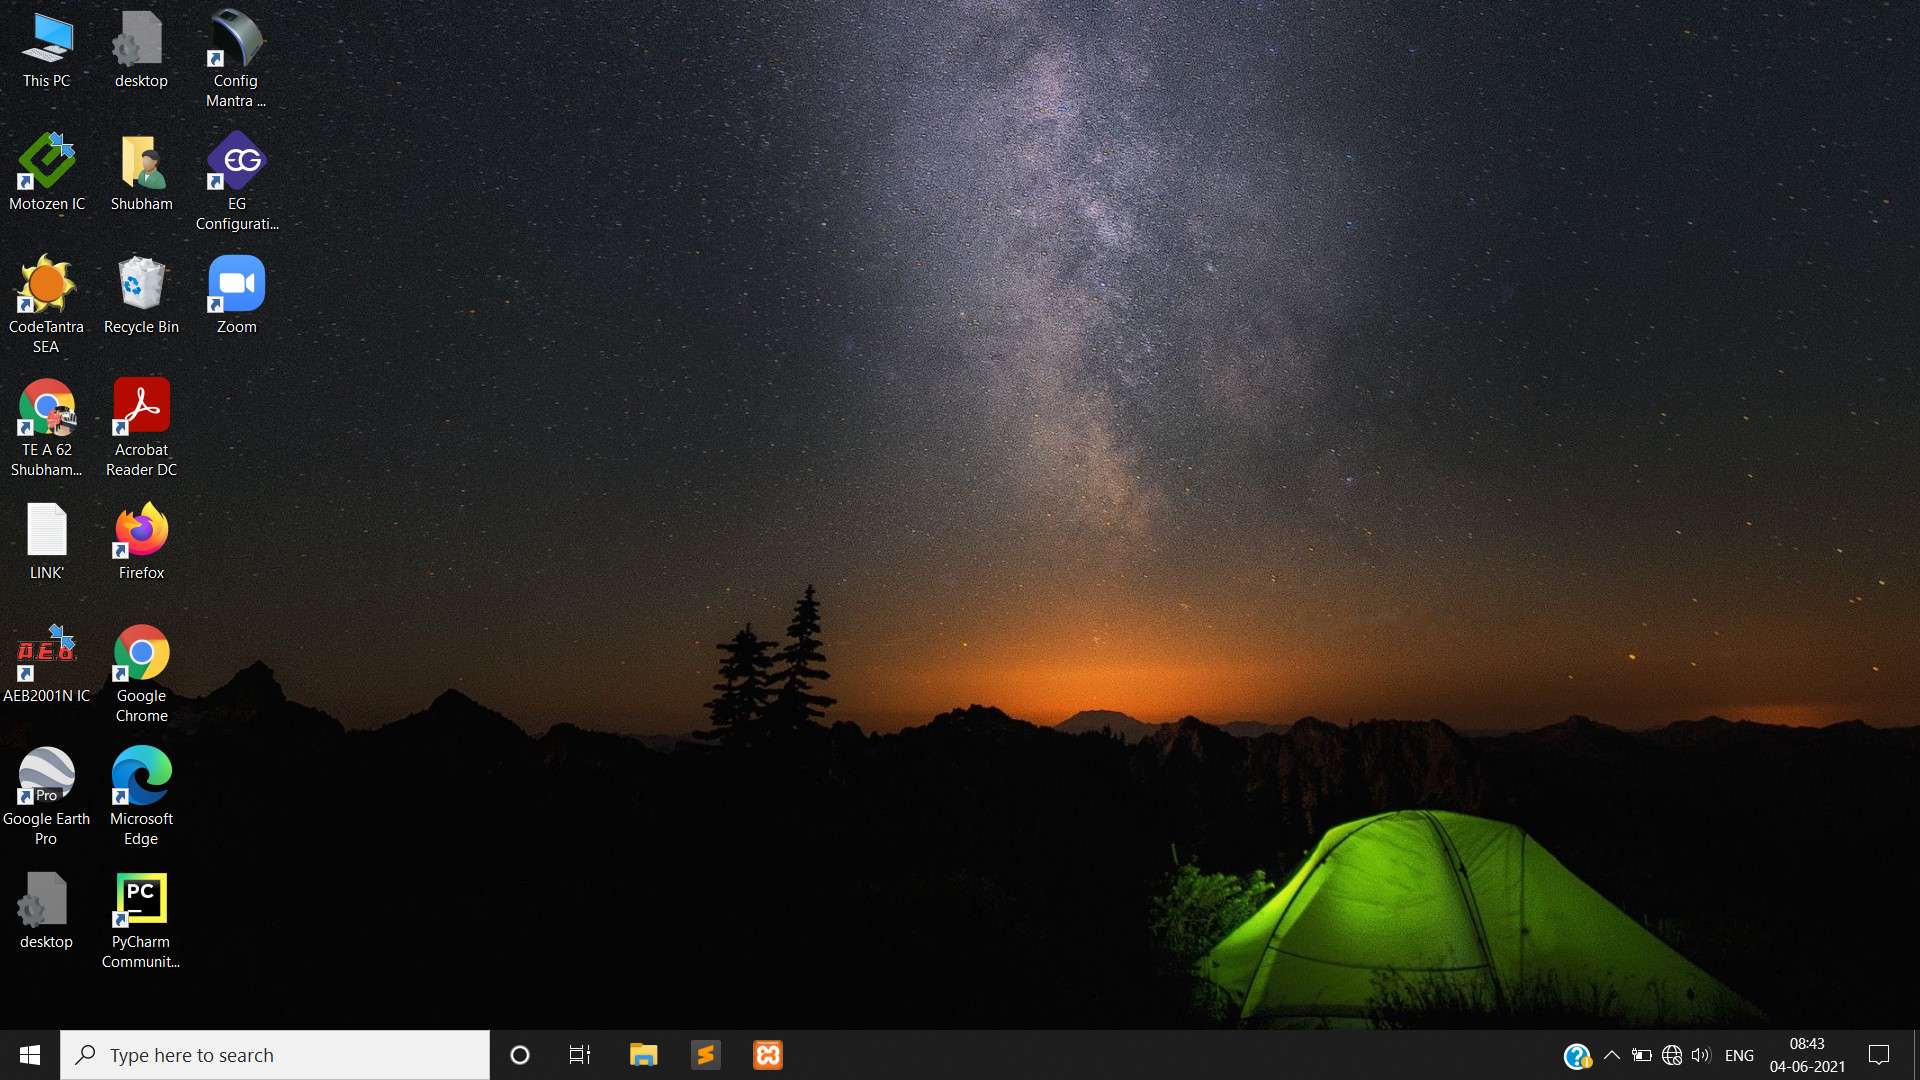 This PC
desktop
Config
Mantra ...
Motozen IC
Shubham
EG
EG
Configurati...
CodeTantra
SEA
Recycle Bin
Zoom
TE A 62
Shubham...
Acrobat
Reader DC
LINK'
Firefox
AEB
AEB2001N IC
Google
Chrome
Pro
Google Earth
Pro
Microsoft
Edge
desktop
PC
PyCharm
Communit...
Type here to search
ENG
08:43
04-06-2021